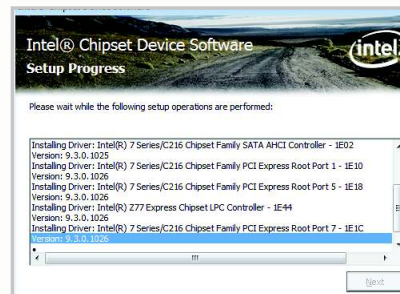 Intel® Chipset Device Software
Setup Progress
intel
Please wait while the following setup operations are performed:
Installing Driver: Intel(R) 7 Series/C216 Chipset Family SATA AHCI Controller - 1E02
Version: 9.3.0.1025
Installing Driver: Intel(R) 7 Series/C216 Chipset Family PCI Express Root Port 1 - 1E10
Version: 9.3.0.1026
Installing Driver: Intel(R) 7 Series/C216 Chipset Family PCI Express Root Port 5 - 1E18
Version: 9.3.0.1026
Installing Driver: Intel(R) Z77 Express Chipset LPC Controller - 1E44
Version: 9.3.0.1026
Installing Driver: Intel(R) 7 Series/C216 Chipset Family PCI Express Root Port 7 - 1E1C
Version: 9.3.0.1026
Next